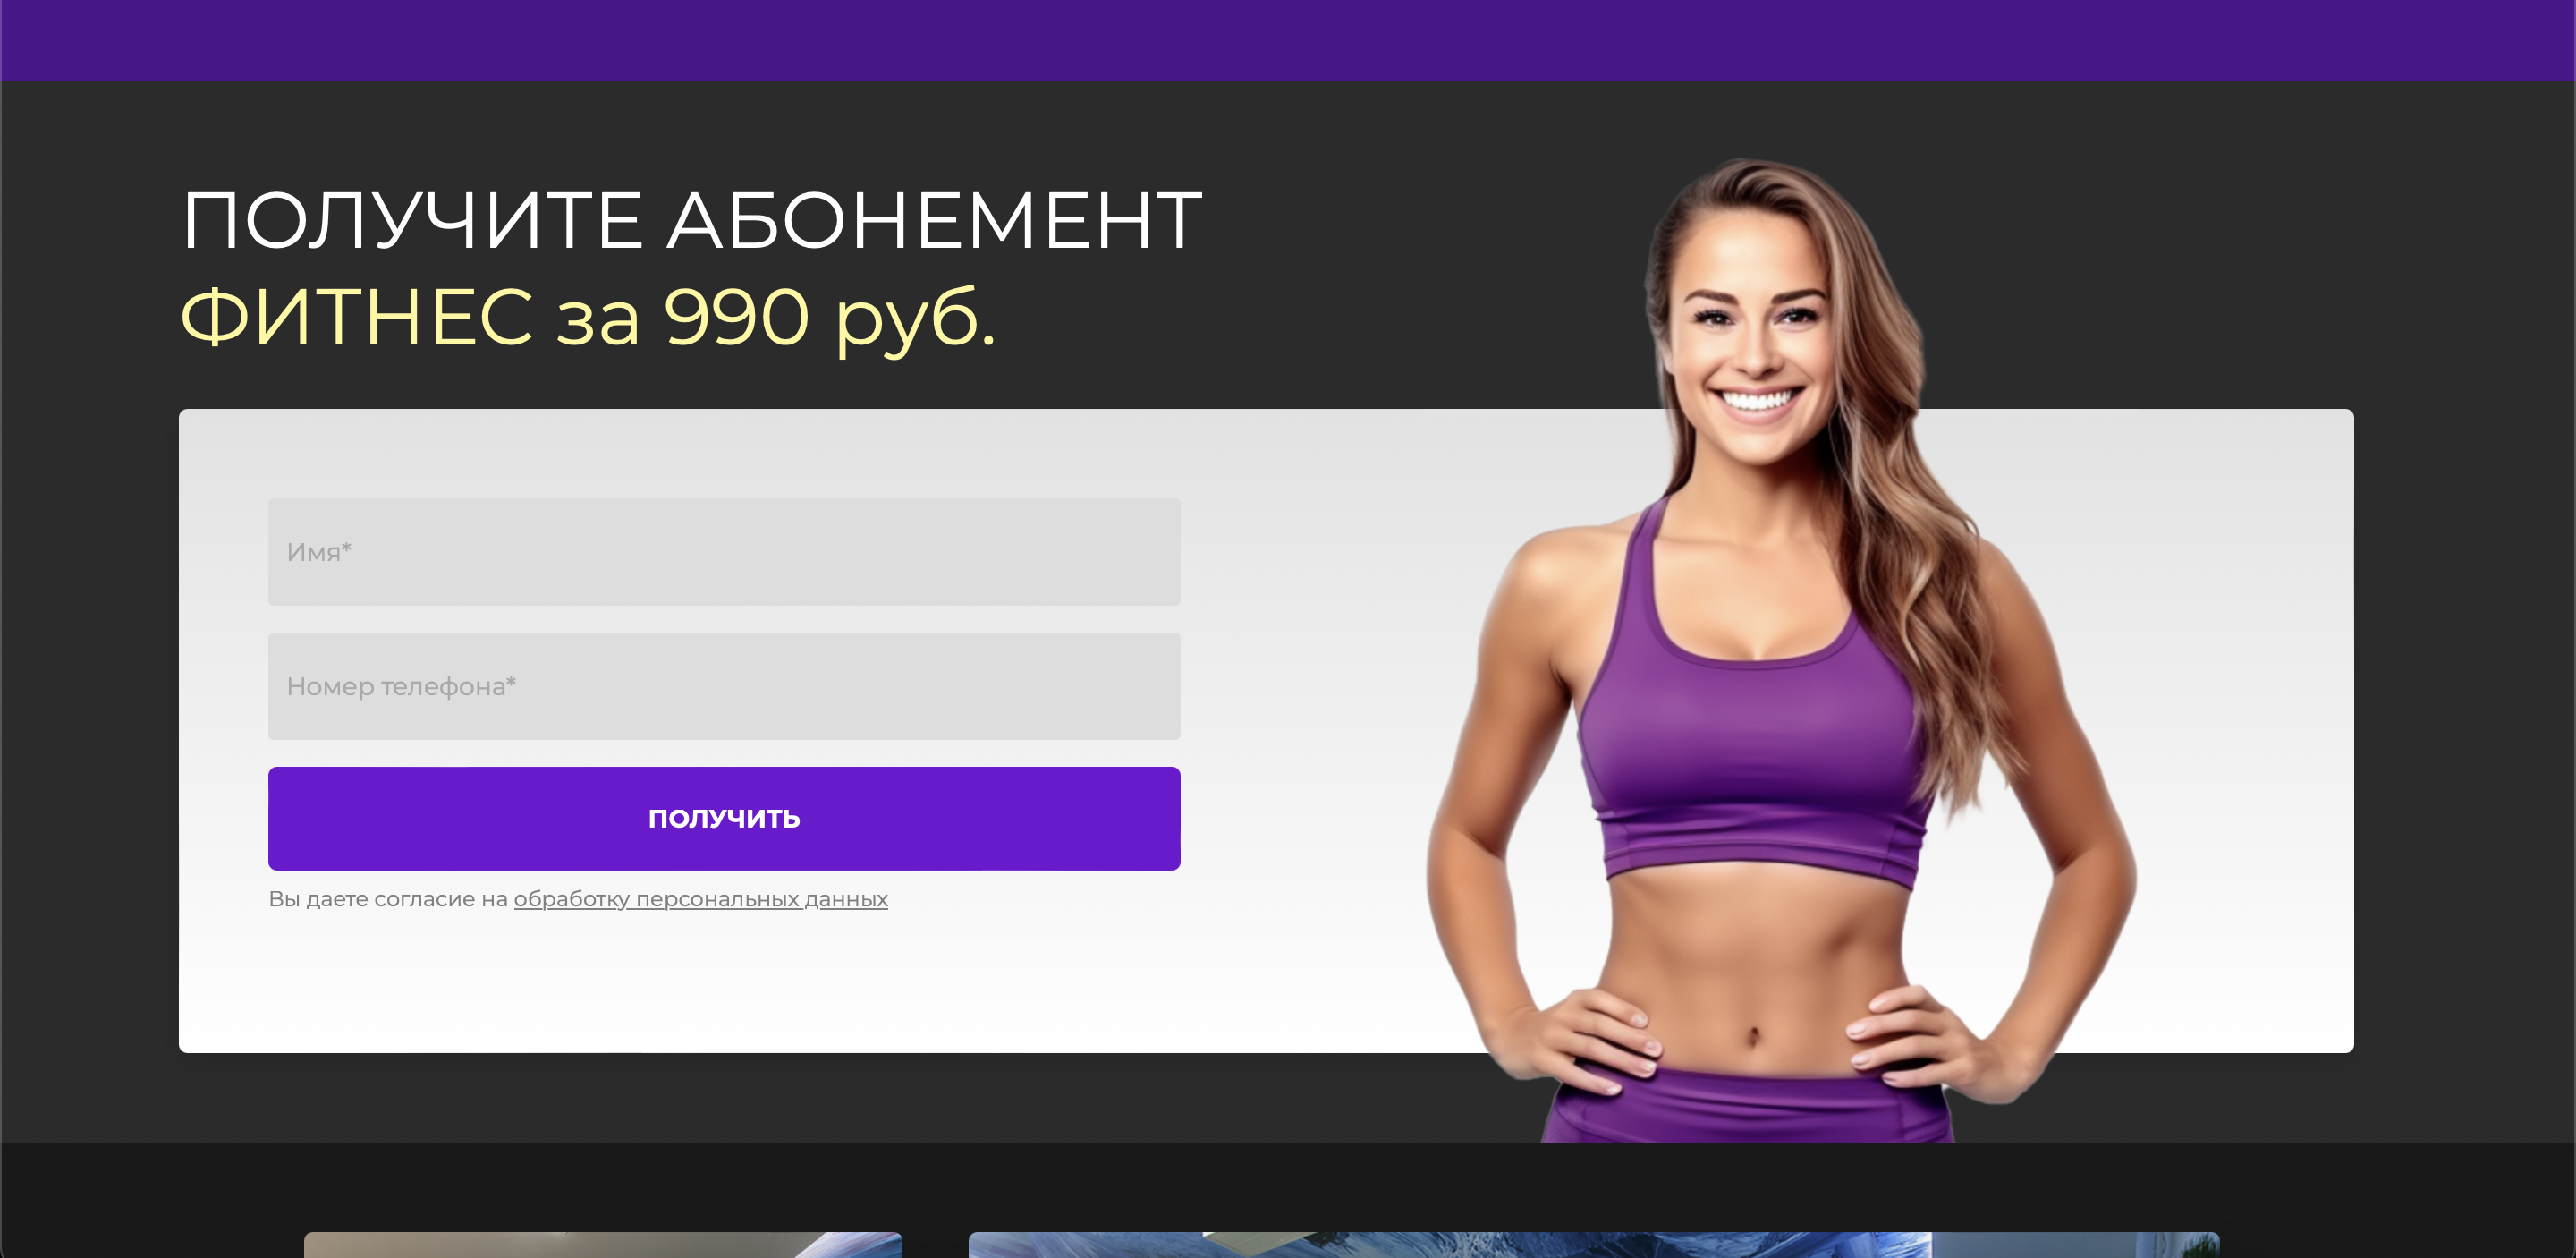 ПОЛУЧИТЕ АБОНЕМЕНТ
ФИТНЕС за 990 руб.
Имя*
Номер телефона*
ПОЛУЧИТЬ
Вы даете согласие на обработку персональных данных